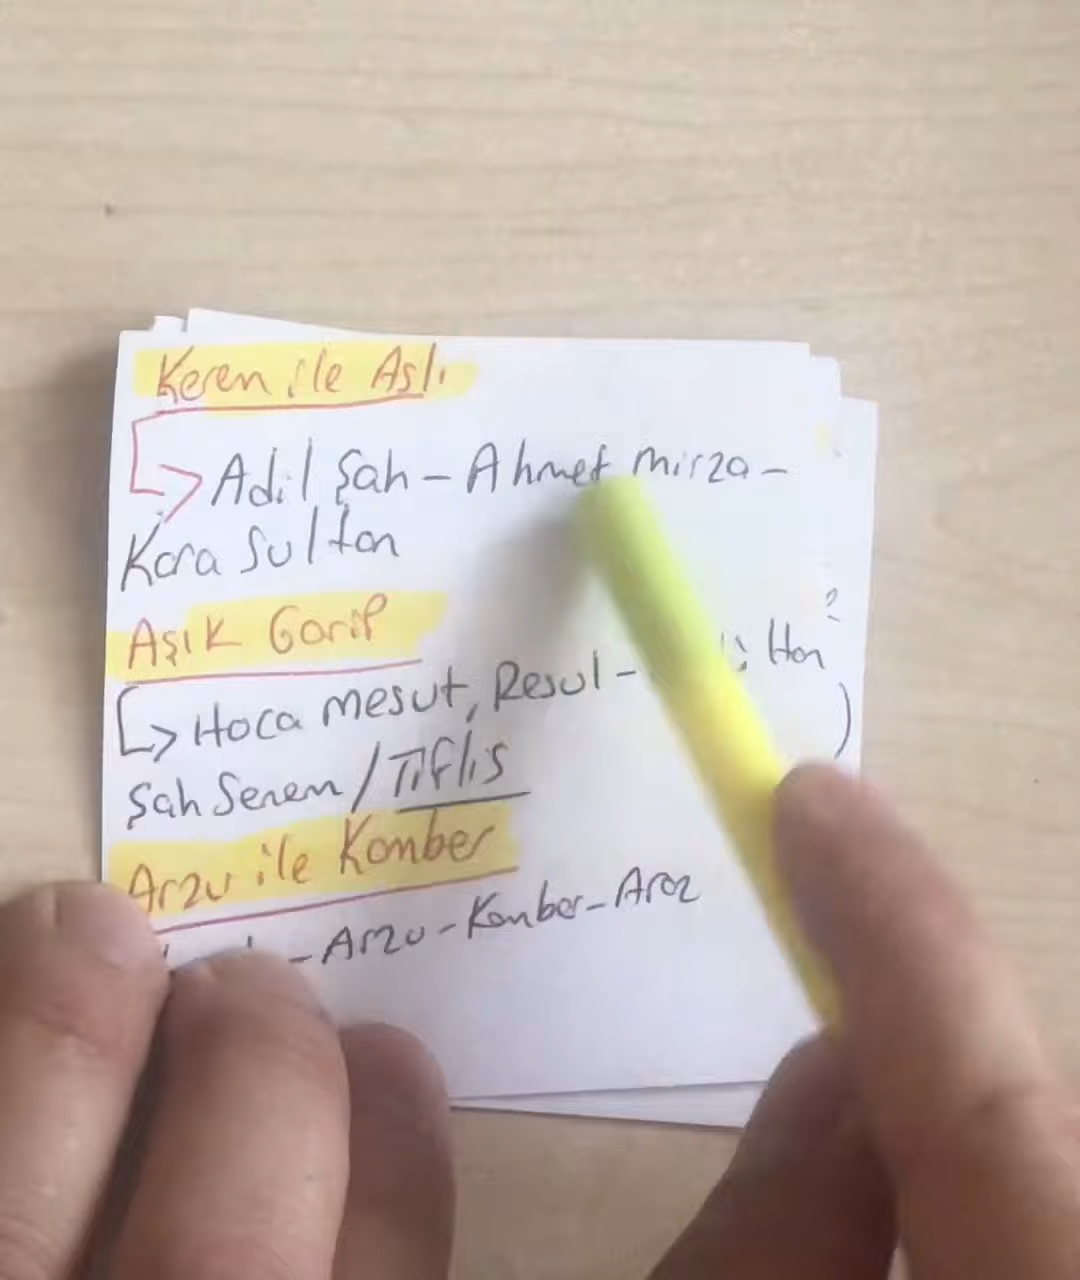 Kerem ile Aslı
Adil Şah - Ahmet Mirza -
Kara Sultan
Aşık Garip
Hoca Mesut, Resul - Han ?
Şah Senem / Tiflis )
Arzu ile Kamber
- Arzu - Kamber - Araz